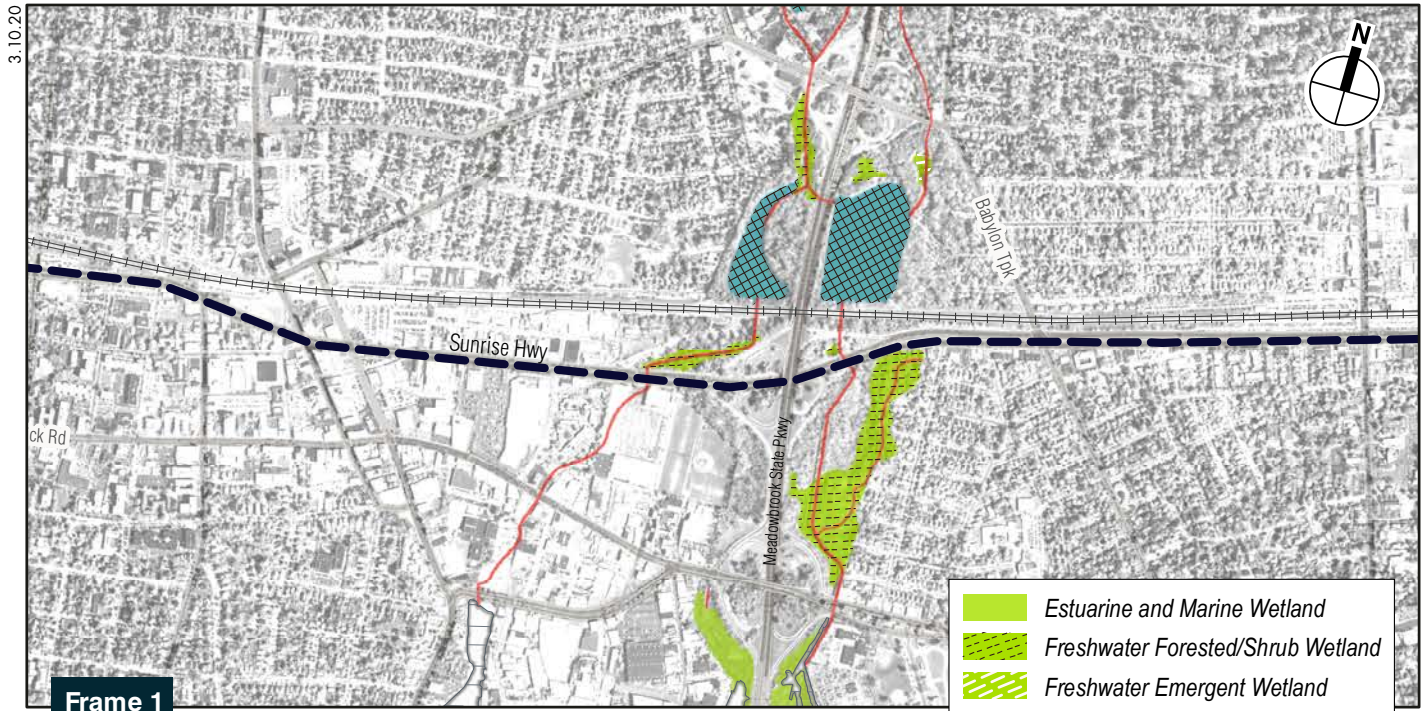 3.10.20
N
Babylon Tpk
Sunrise Hwy
ck Rd
Meadowbrook State Pkwy
Estuarine and Marine Wetland
Freshwater Forested/Shrub Wetland
Freshwater Emergent Wetland
Frame 1